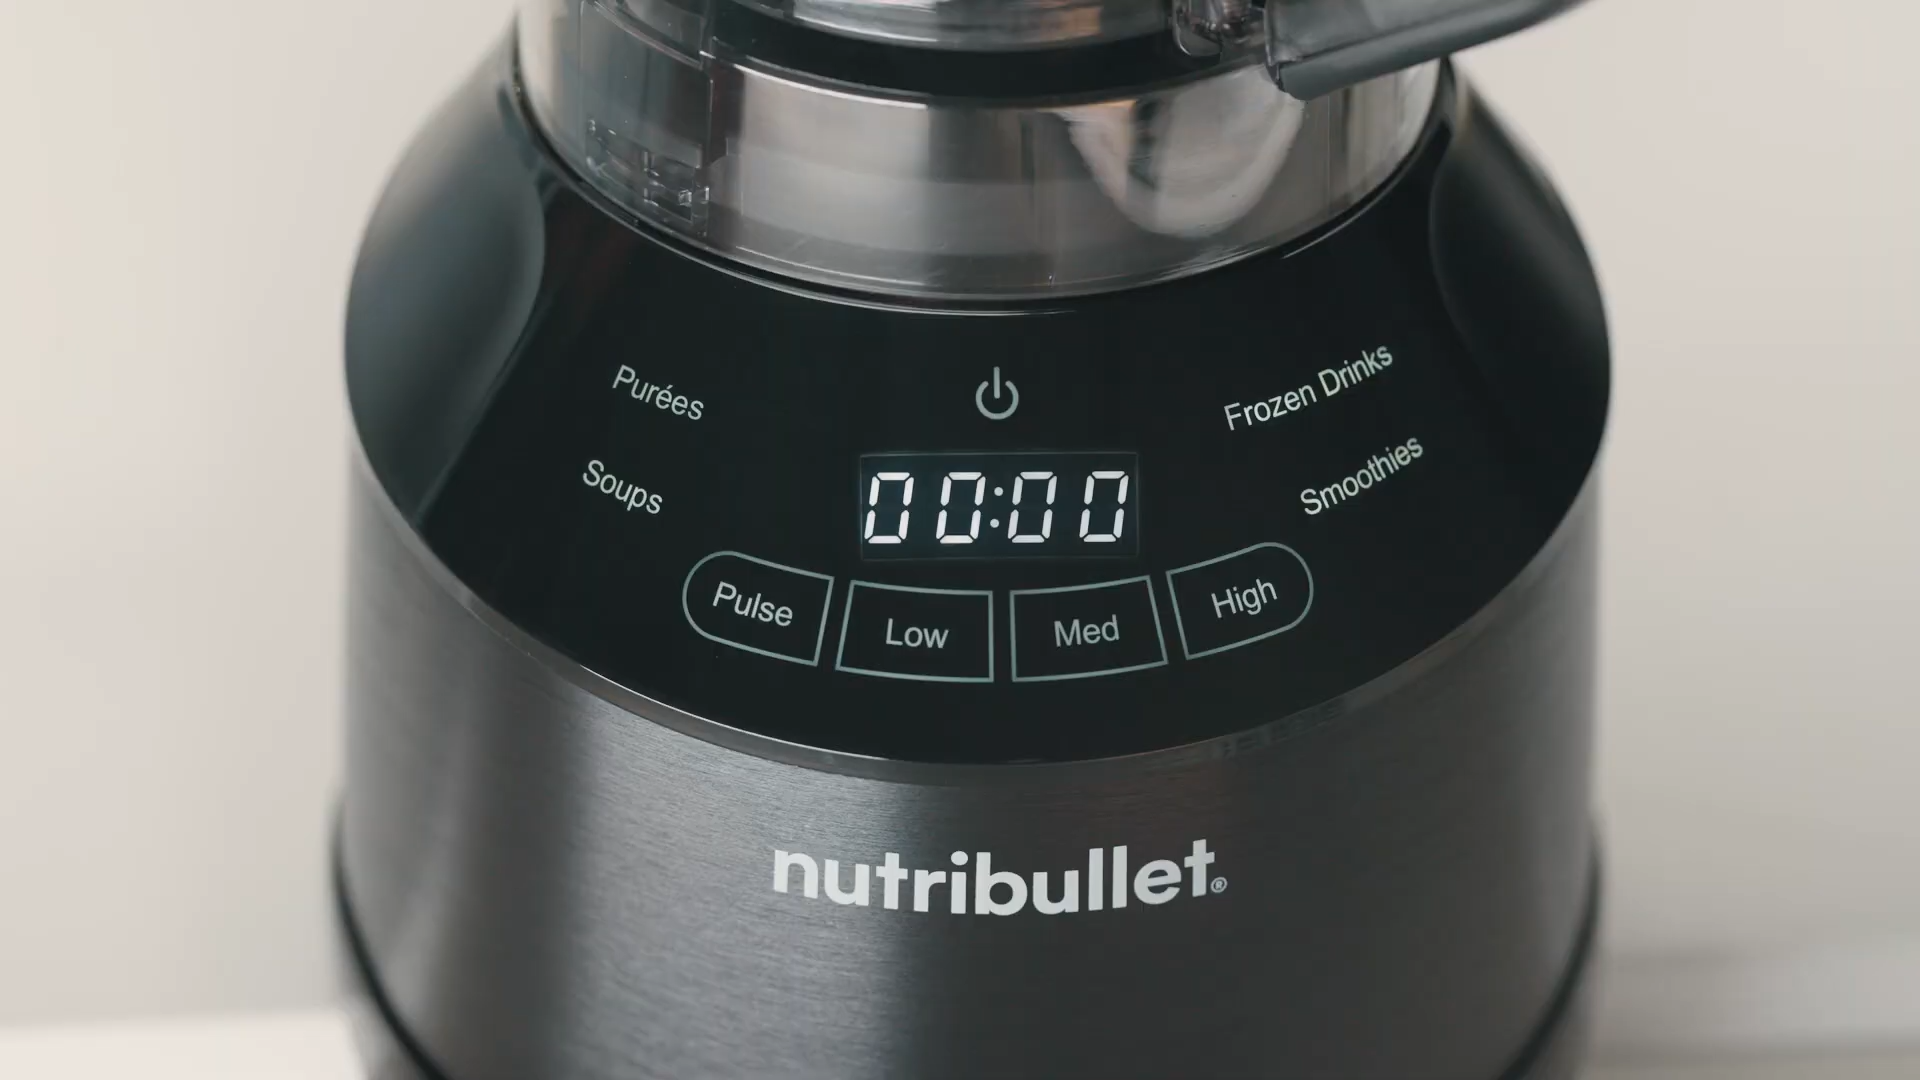 Purées
Frozen Drinks
Soups
00:00
Smoothies
Pulse
Low
Med
High
nutribullet®